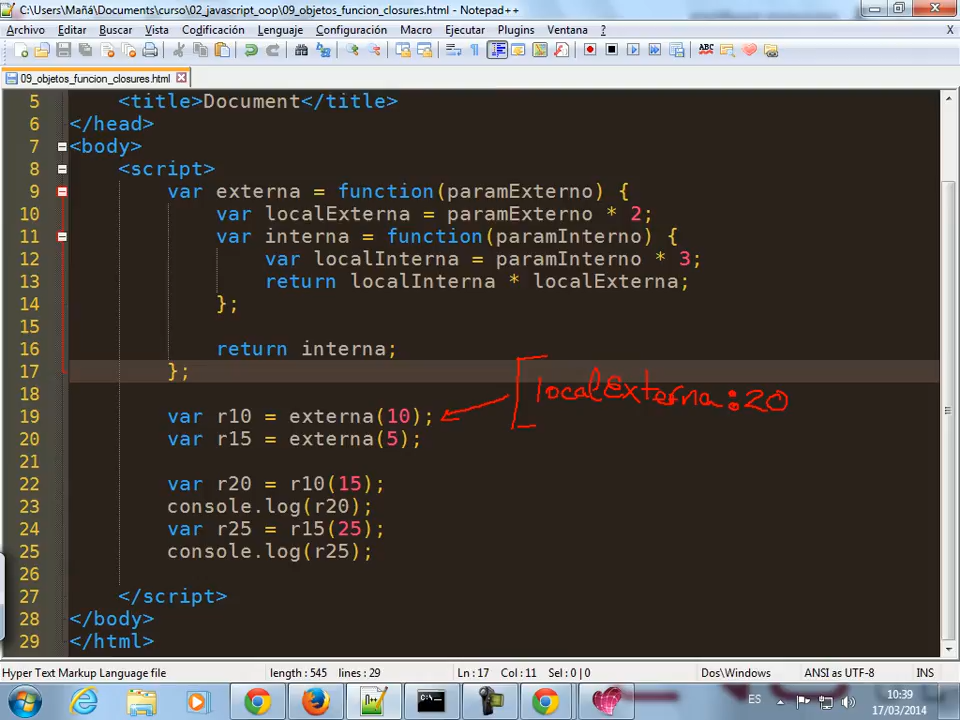 C:\Users\Mañá\Documents\curso\02_javascript_oop\09_objetos_funcion_closures.html - Notepad++
Archivo Editar Buscar Vista Codificación Lenguaje Configuración Macro Ejecutar Plugins Ventana ? X
09_objetos_funcion_closures.html
5 <title>Document</title>
6 </head>
7 <body>
8 <script>
9 var externa = function(paramExterno) {
10 var localExterna = paramExterno * 2;
11 var interna = function(paramInterno) {
12 var localInterna = paramInterno * 3;
13 return localInterna * localExterna;
14 };
15
16 return interna;
17 };
18
localExterna:20
19 var r10 = externa(10);
20 var r15 = externa(5);
21
22 var r20 = r10(15);
23 console.log(r20);
24 var r25 = r15(25);
25 console.log(r25);
26
27 </script>
28 </body>
29 </html>
Hyper Text Markup Language file length : 545 lines : 29 Ln : 17 Col : 11 Sel : 0 | 0 Dos\Windows ANSI as UTF-8 INS
ES 10:39
17/03/2014